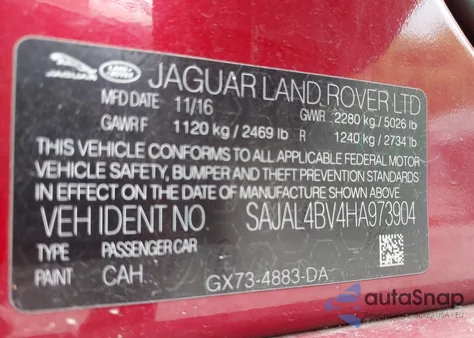 JAGUAR LAND ROVER JAGUAR LAND ROVER LTD
MFD DATE 11/16 GWR 2280 kg / 5026 lb
GAWR F 1120 kg / 2469 lb R 1240 kg / 2734 lb
THIS VEHICLE CONFORMS TO ALL APPLICABLE FEDERAL MOTOR
VEHICLE SAFETY, BUMPER AND THEFT PREVENTION STANDARDS
IN EFFECT ON THE DATE OF MANUFACTURE SHOWN ABOVE.
VEH IDENT NO SAJAL4BV4HA973904
TYPE PASSENGER CAR
PAINT CAH
GX73-4883-DA
autoSnap